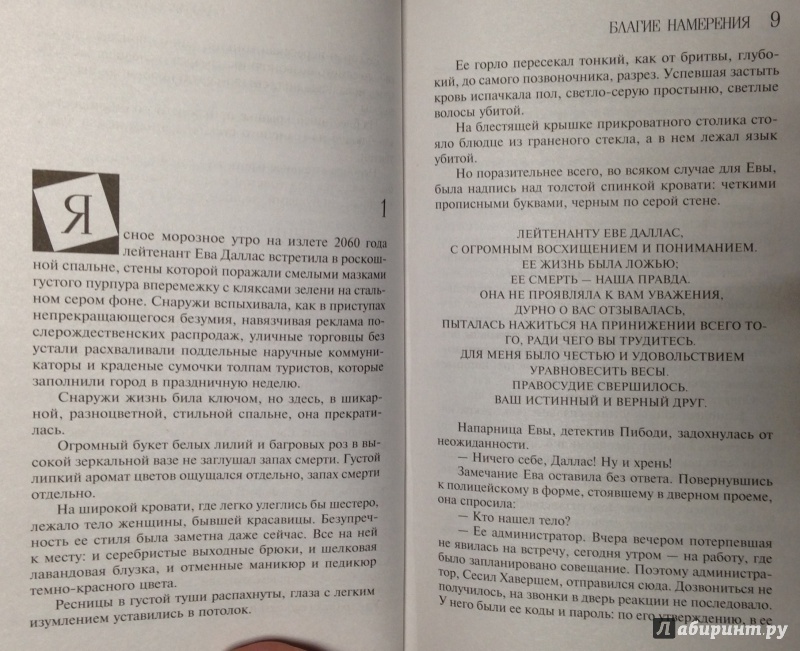 1
Ясное морозное утро на излете 2060 года
лейтенант Ева Даллас встретила в роскош-
ной спальне, стены которой поражали смелыми мазками
густого пурпура вперемежку с кляксами зелени на сталь-
ном сером фоне. Снаружи вспыхивала, как в приступах
непрекращающегося безумия, навязчивая реклама по-
слерождественских распродаж, уличные торговцы без
устали расхваливали поддельные наручные коммуни-
каторы и краденые сумочки толпам туристов, которые
заполнили город в праздничную неделю.
Снаружи жизнь била ключом, но здесь, в шикар-
ной, разноцветной, стильной спальне, она прекрати-
лась.
Огромный букет белых лилий и багровых роз в вы-
сокой зеркальной вазе не заглушал запах смерти. Густой
липкий аромат цветов ощущался отдельно, запах смерти
отдельно.
На широкой кровати, где легко улеглись бы шестеро,
лежало тело женщины, бывшей красавицы. Безупреч-
ность ее стиля была заметна даже сейчас. Все на ней
к месту: и серебристые выходные брюки, и шелковая
лавандовая блузка, и отменные маникюр и педикюр
темно-красного цвета.
Ресницы в густой туши распахнуты, глаза с легким
изумлением уставились в потолок.
БЛАГИЕ НАМЕРЕНИЯ 9
Ее горло пересекал тонкий, как от бритвы, глубо-
кий, до самого позвоночника, разрез. Успевшая застыть
кровь испачкала пол, светло-серую простыню, светлые
волосы убитой.
На блестящей крышке прикроватного столика сто-
яло блюдце из граненого стекла, а в нем лежал язык
убитой.
Но поразительнее всего, во всяком случае для Евы,
была надпись над толстой спинкой кровати: четкими
прописными буквами, черным по серой стене.
ЛЕЙТЕНАНТУ ЕВЕ ДАЛЛАС,
С ОГРОМНЫМ ВОСХИЩЕНИЕМ И ПОНИМАНИЕМ.
ЕЕ ЖИЗНЬ БЫЛА ЛОЖЬЮ;
ЕЕ СМЕРТЬ — НАША ПРАВДА.
ОНА НЕ ПРОЯВЛЯЛА К ВАМ УВАЖЕНИЯ,
ДУРНО О ВАС ОТЗЫВАЛАСЬ,
ПЫТАЛАСЬ НАЖИТЬСЯ НА ПРИНИЖЕНИИ ВСЕГО ТО-
ГО, РАДИ ЧЕГО ВЫ ТРУДИТЕСЬ.
ДЛЯ МЕНЯ БЫЛО ЧЕСТЬЮ И УДОВОЛЬСТВИЕМ
УРАВНОВЕСИТЬ ВЕСЫ.
ПРАВОСУДИЕ СВЕРШИЛОСЬ.
ВАШ ИСТИННЫЙ И ВЕРНЫЙ ДРУГ.
Напарница Евы, детектив Пибоди, задохнулась от
неожиданности.
— Ничего себе, Даллас! Ну и хрень!
Замечание Ева оставила без ответа. Повернувшись
к полицейскому в форме, стоявшему в дверном проеме,
она спросила:
— Кто нашел тело?
— Ее администратор. Вчера вечером потерпевшая
не явилась на встречу, сегодня утром — на работу, где
было запланировано совещание. Поэтому администра-
тор, Сесил Хавершем, отправился сюда. Дозвониться не
получилось, на звонки в дверь реакции не последовало.
У него были ее коды и пароль: по его утверждению, в ее
Лабиринт.ру